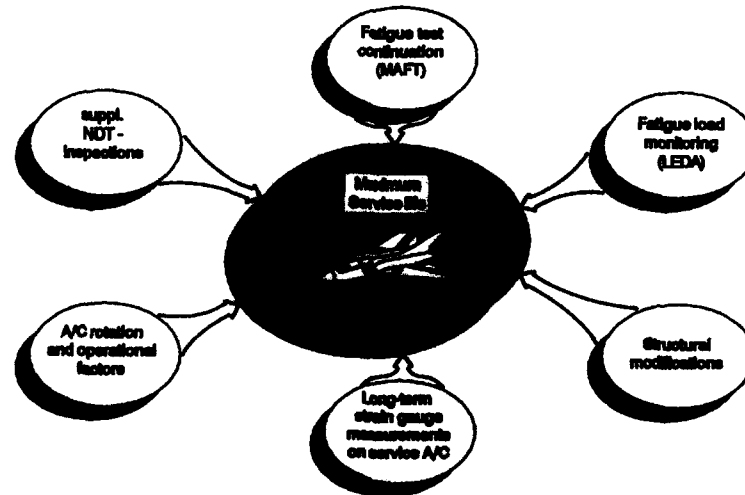 Fatigue test
continuation
(MAFT)
suppl.
NDT -
inspections
Fatigue load
monitoring
(LEDA)
Maximum
Service life
A/C rotation
and operational
factors
Structural
modifications
Long-term
strain gauge
measurements
on service A/C